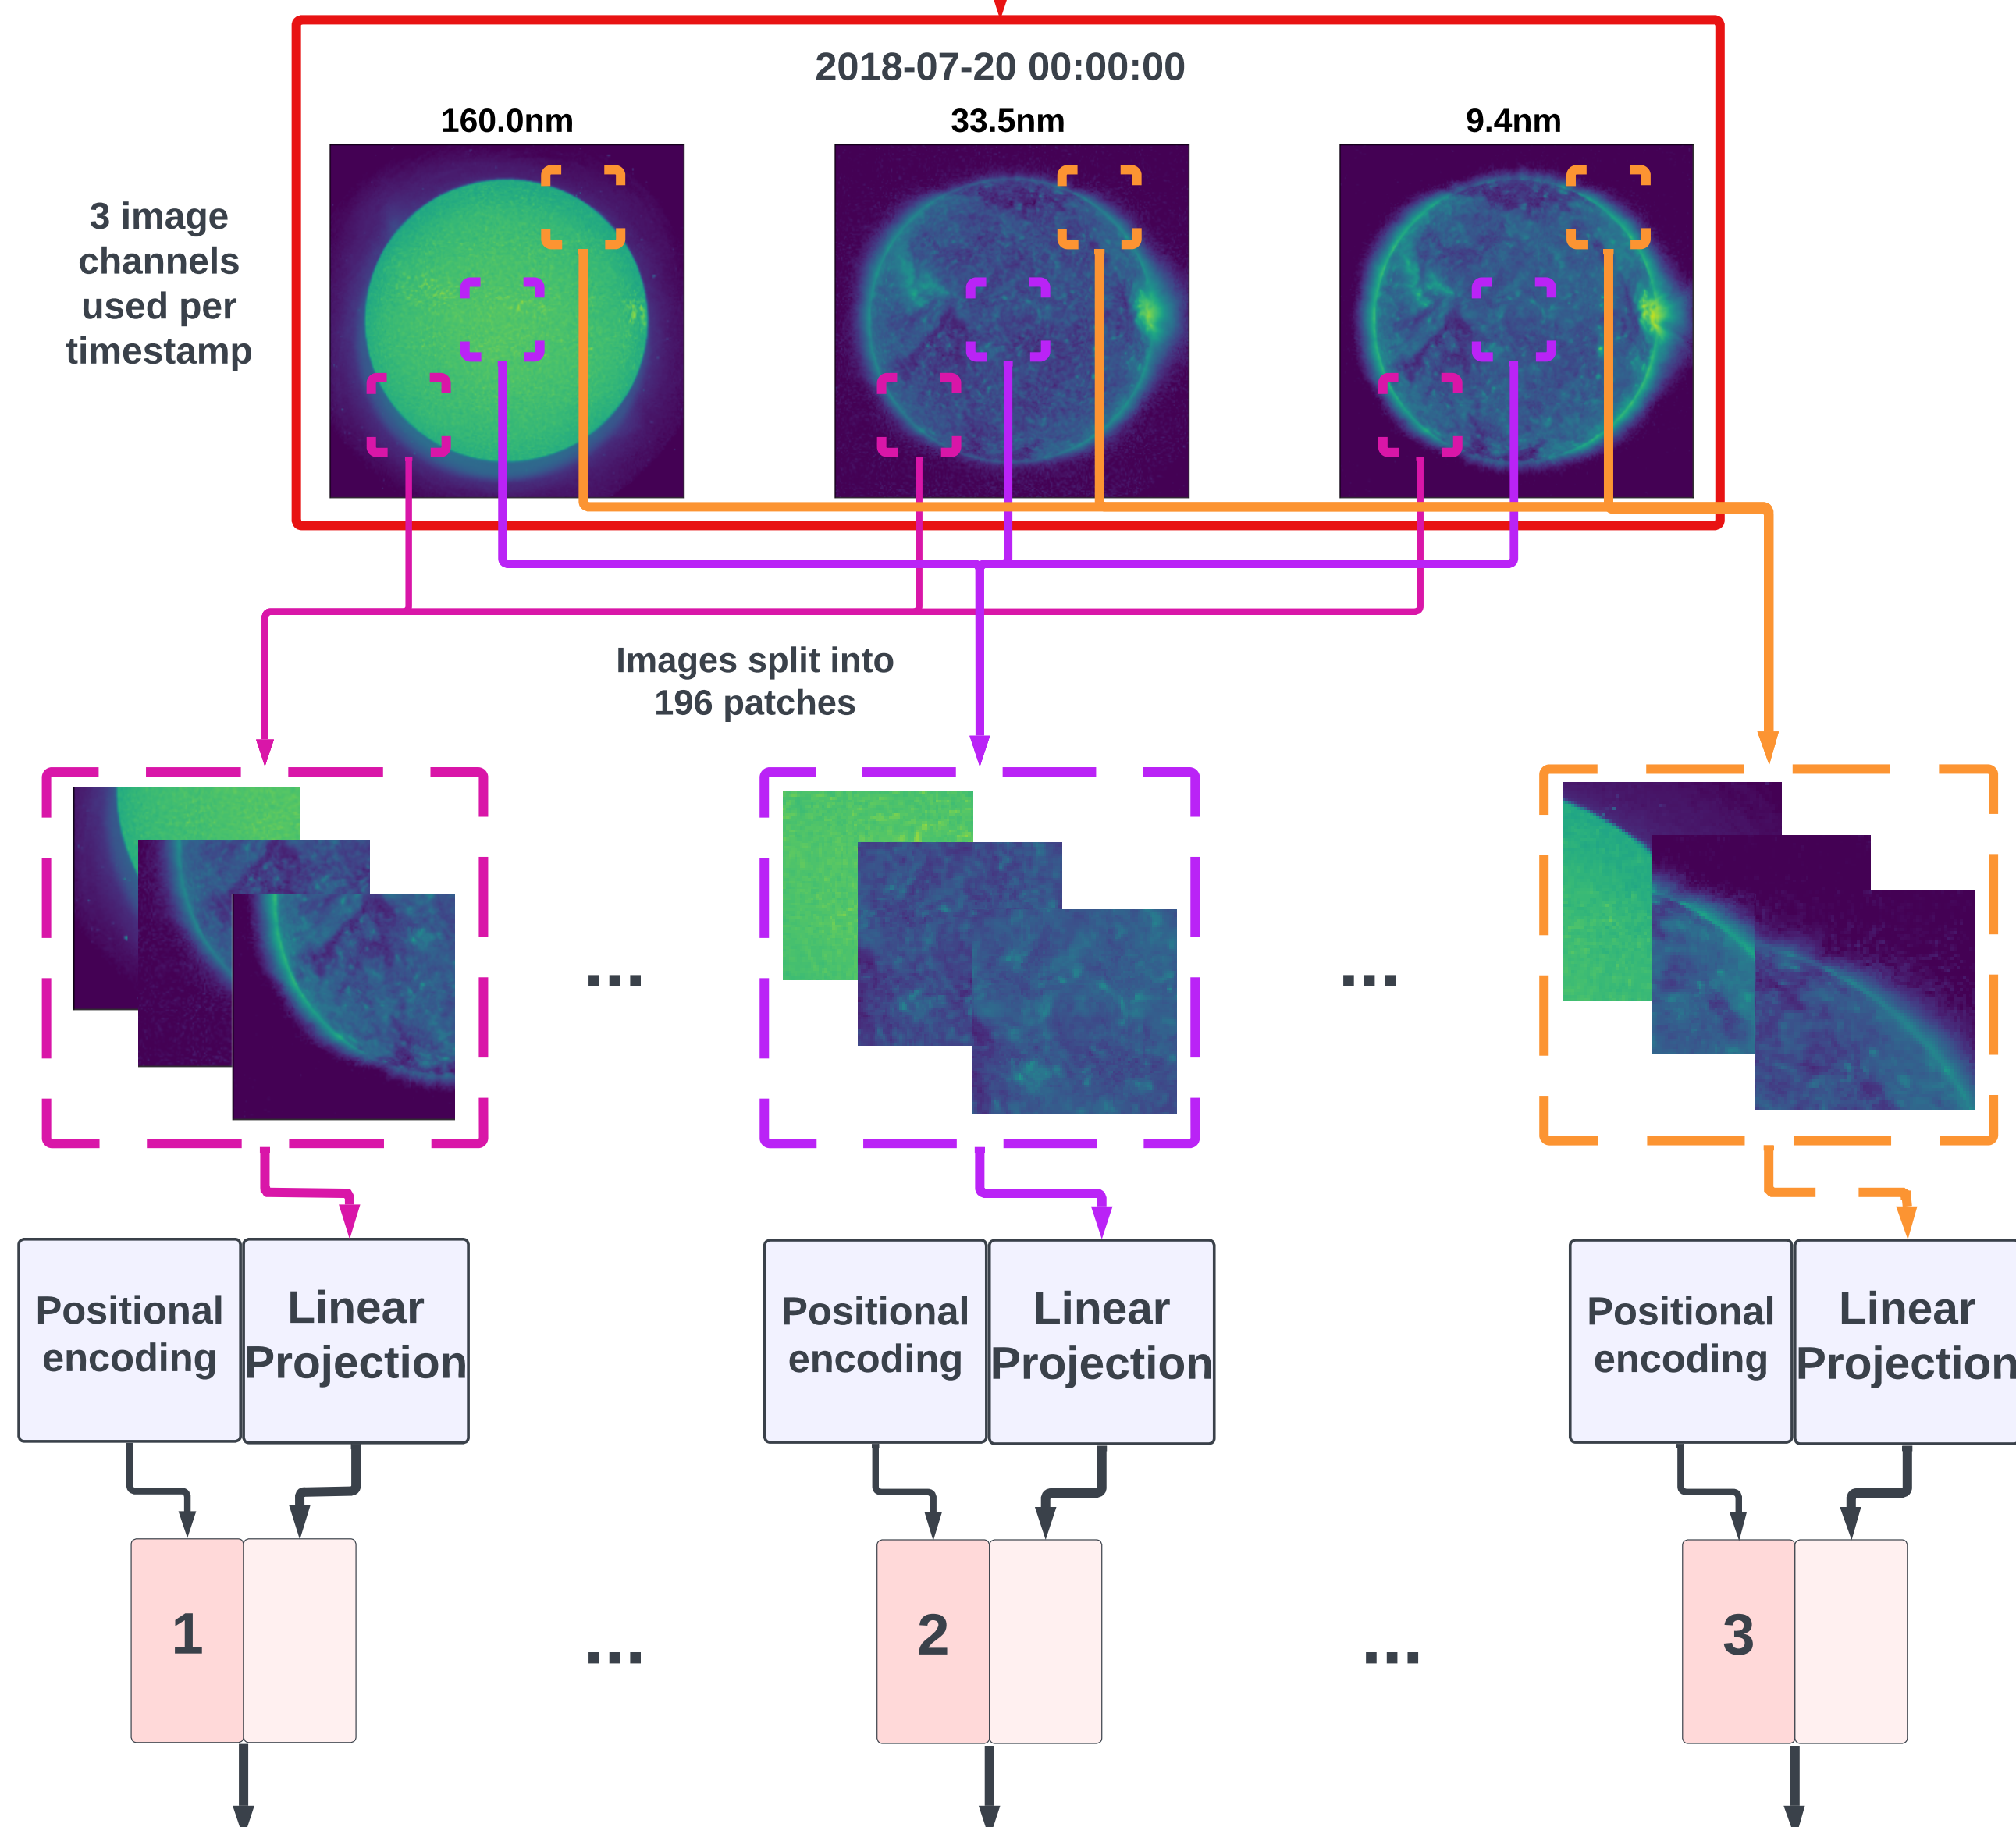 2018-07-20 00:00:00
160.0nm
33.5nm
9.4nm
3 image
channels
used per
timestamp
Images split into
196 patches
...
...
Positional
encoding
Linear
Projection
Positional
encoding
Linear
Projection
Positional
encoding
Linear
Projection
1
...
2
...
3